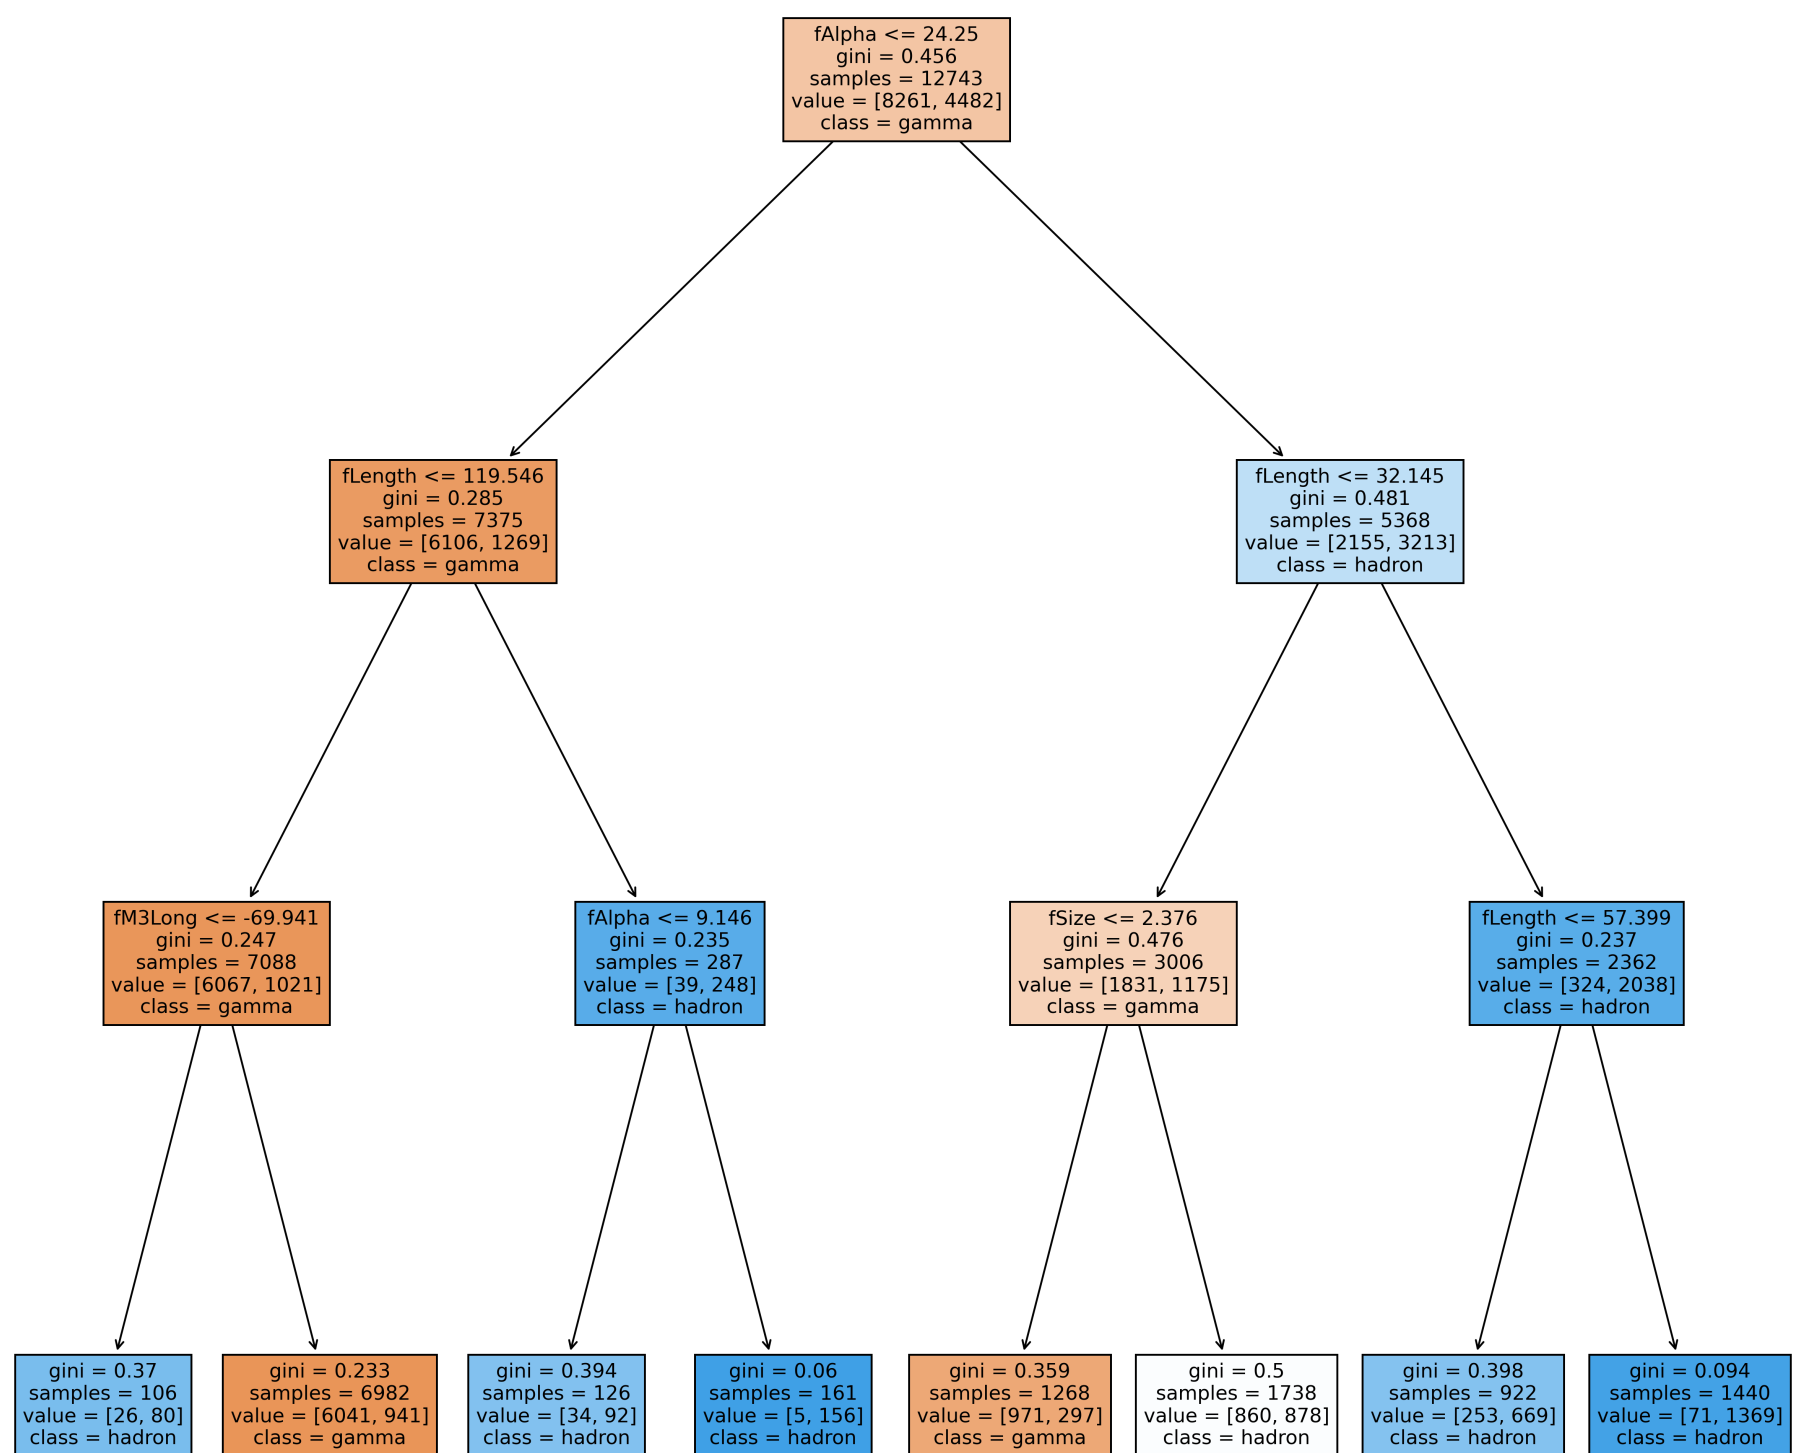 fAlpha <= 24.25
gini = 0.456
samples = 12743
value = [8261, 4482]
class = gamma
fLength <= 119.546
gini = 0.285
samples = 7375
value = [6106, 1269]
class = gamma
fLength <= 32.145
gini = 0.481
samples = 5368
value = [2155, 3213]
class = hadron
fM3Long <= -69.941
gini = 0.247
samples = 7088
value = [6067, 1021]
class = gamma
fAlpha <= 9.146
gini = 0.235
samples = 287
value = [39, 248]
class = hadron
fSize <= 2.376
gini = 0.476
samples = 3006
value = [1831, 1175]
class = gamma
fLength <= 57.399
gini = 0.237
samples = 2362
value = [324, 2038]
class = hadron
gini = 0.37
samples = 106
value = [26, 80]
class = hadron
gini = 0.233
samples = 6982
value = [6041, 941]
class = gamma
gini = 0.394
samples = 126
value = [34, 92]
class = hadron
gini = 0.06
samples = 161
value = [5, 156]
class = hadron
gini = 0.359
samples = 1268
value = [971, 297]
class = gamma
gini = 0.5
samples = 1738
value = [860, 878]
class = hadron
gini = 0.398
samples = 922
value = [253, 669]
class = hadron
gini = 0.094
samples = 1440
value = [71, 1369]
class = hadron